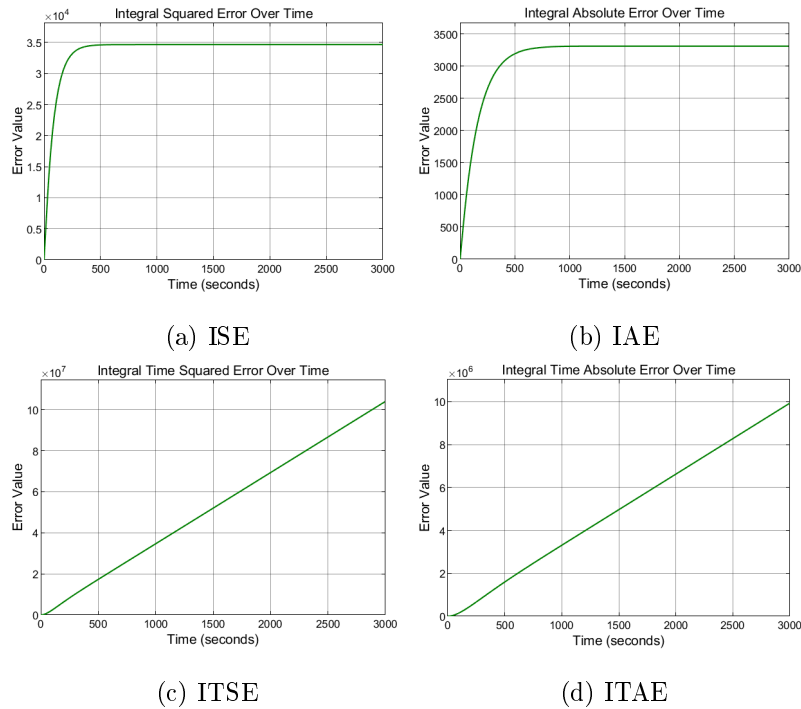 Integral Squared Error Over Time
×10⁴
3.5
3
2.5
2
1.5
1
0.5
0
Error Value
0 500 1000 1500 2000 2500 3000
Time (seconds)
(a) ISE
Integral Absolute Error Over Time
3500
3000
2500
2000
1500
1000
500
0
Error Value
0 500 1000 1500 2000 2500 3000
Time (seconds)
(b) IAE
Integral Time Squared Error Over Time
×10⁷
10
8
6
4
2
0
Error Value
0 500 1000 1500 2000 2500 3000
Time (seconds)
(c) ITSE
Integral Time Absolute Error Over Time
×10⁶
10
8
6
4
2
0
Error Value
0 500 1000 1500 2000 2500 3000
Time (seconds)
(d) ITAE